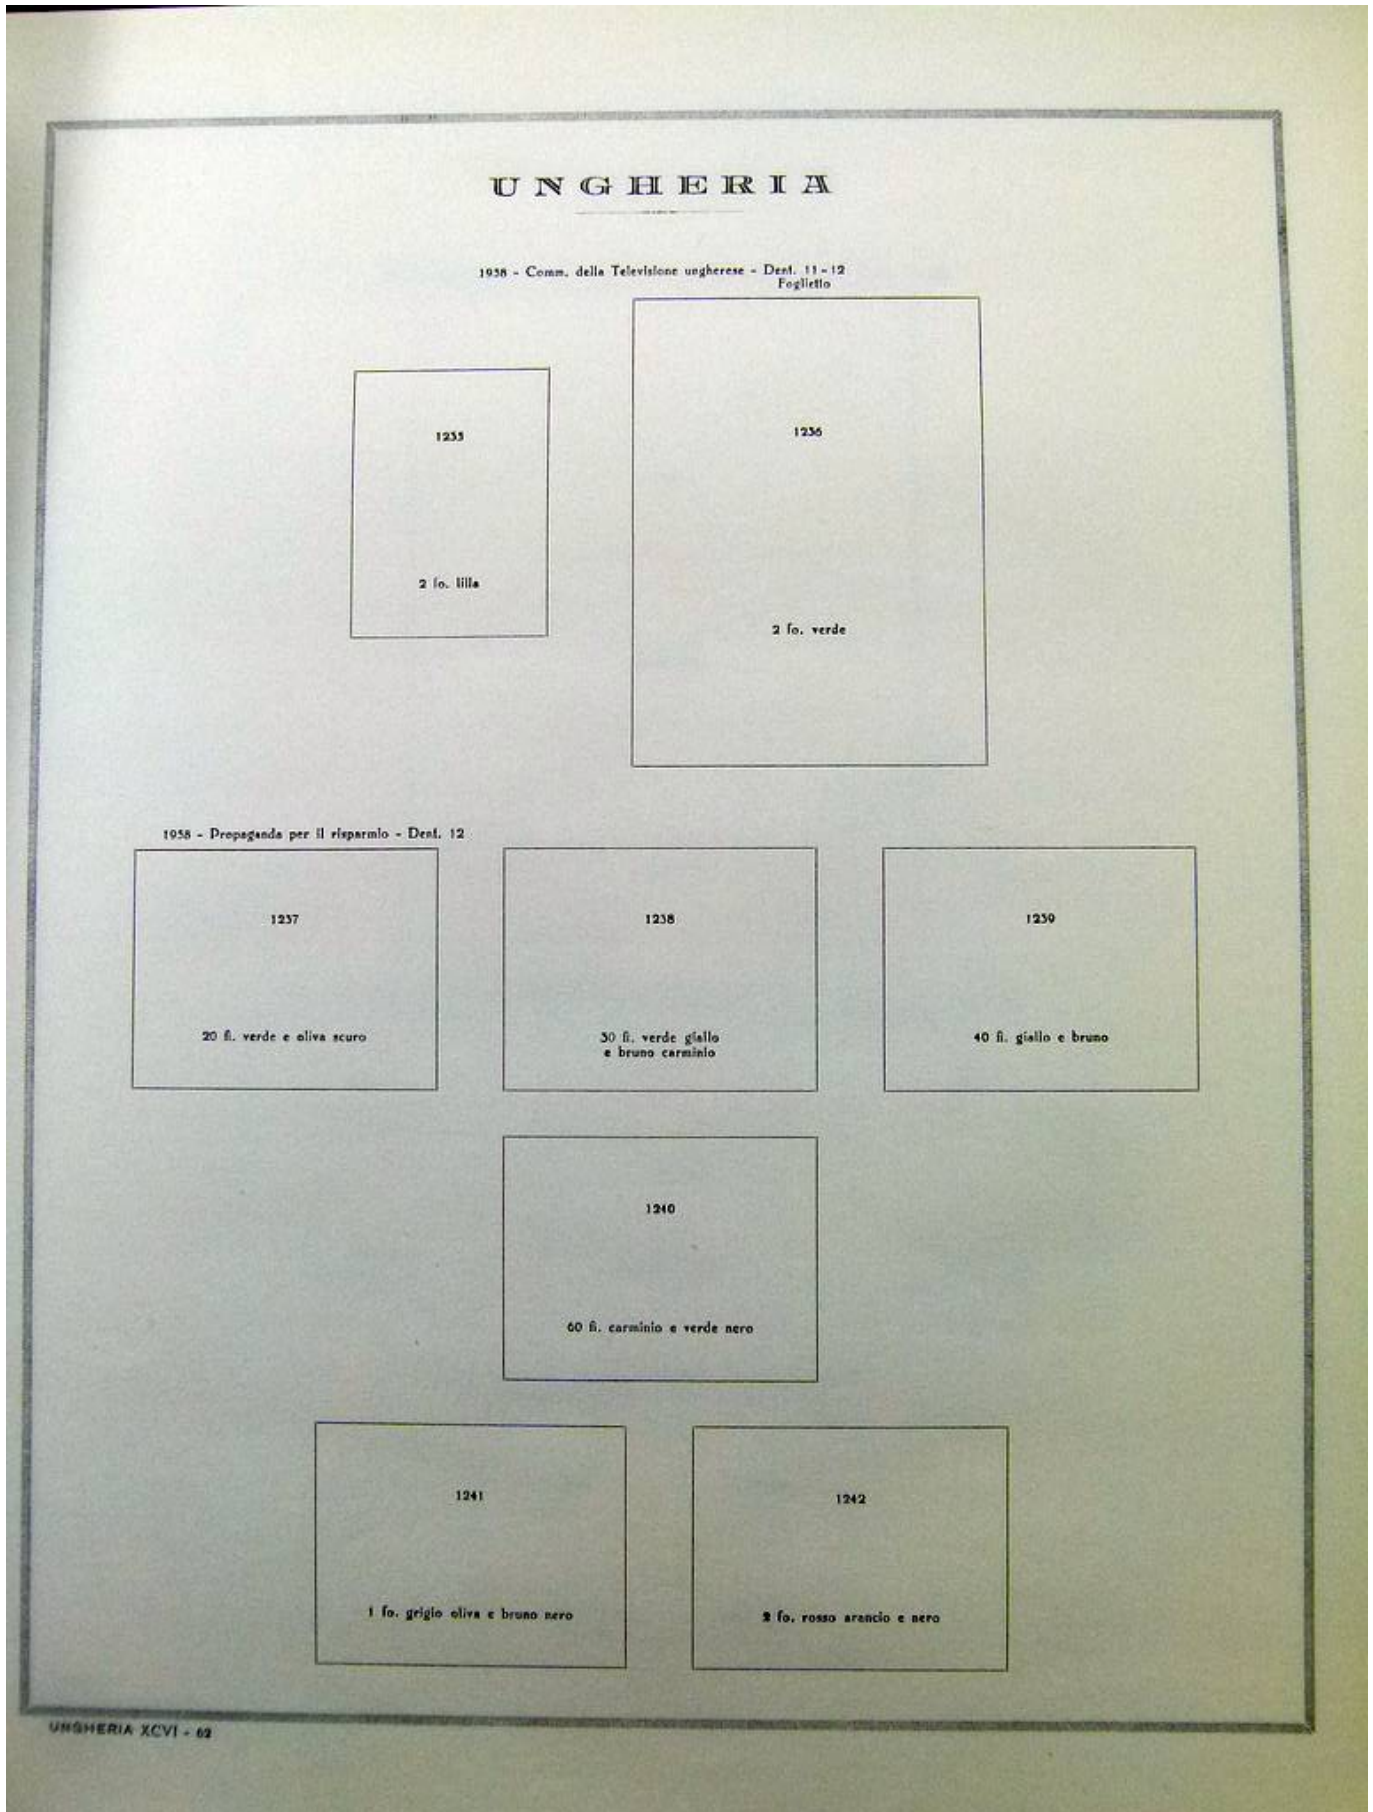 UNGHERIA
1958 - Comm. della Televisione ungherese - Dent. 11-12
Foglietto
1235
1236
2 fo. lilla
2 fo. verde
1958 - Propaganda per il risparmio - Dent. 12
1237
1238
1239
20 fi. verde e oliva scuro
30 fi. verde giallo
e bruno carminio
40 fi. giallo e bruno
1240
60 fi. carminio e verde nero
1241
1242
1 fo. grigio oliva e bruno nero
2 fo. rosso arancio e nero
UNGHERIA XCVI - 62